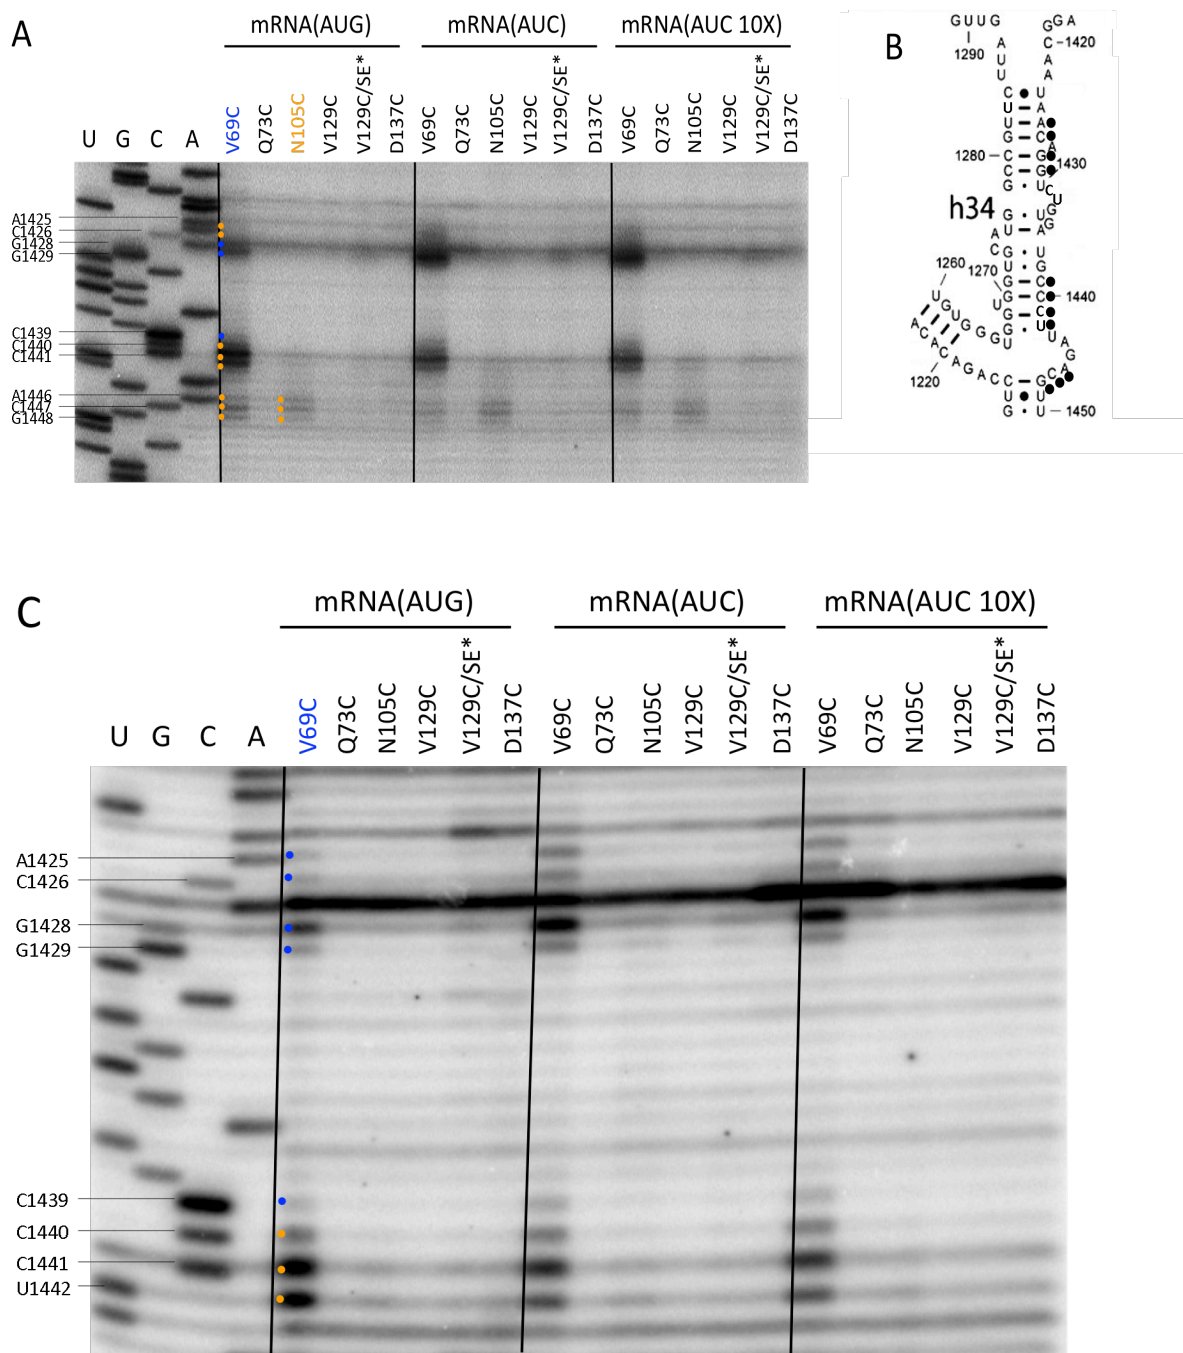 A
mRNA(AUG)
mRNA(AUC)
mRNA(AUC 10X)
U G C A
V69C Q73C N105C V129C V129C/SE* D137C
V69C Q73C N105C V129C V129C/SE* D137C
V69C Q73C N105C V129C V129C/SE* D137C
A1425
C1426
G1428
G1429
C1439
C1440
C1441
A1446
C1447
G1448
B
GUUG
GGA
1290
1420
1280
1430
h34
1260
1270
1440
1220
1450
C
mRNA(AUG)
mRNA(AUC)
mRNA(AUC 10X)
U G C A
V69C Q73C N105C V129C V129C/SE* D137C
V69C Q73C N105C V129C V129C/SE* D137C
V69C Q73C N105C V129C V129C/SE* D137C
A1425
C1426
G1428
G1429
C1439
C1440
C1441
U1442